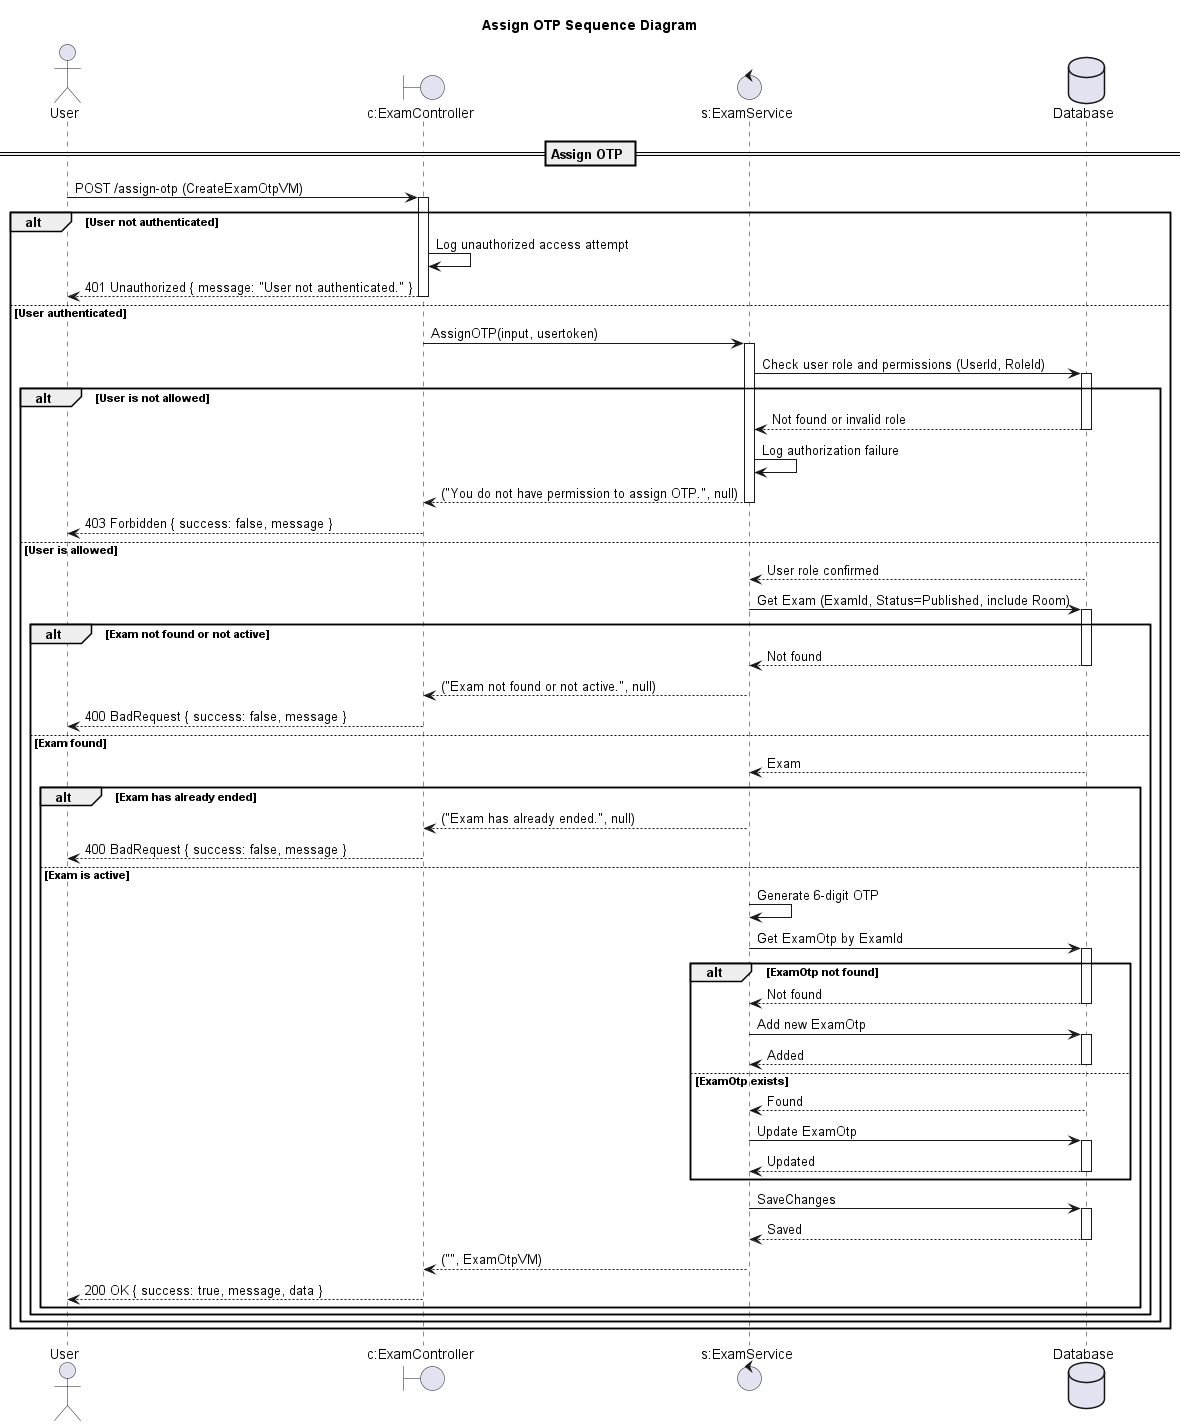 Assign OTP Sequence Diagram
User
c:ExamController
s:ExamService
Database
Assign OTP
POST /assign-otp (CreateExamOtpVM)
alt
[User not authenticated]
Log unauthorized access attempt
401 Unauthorized { message: "User not authenticated." }
[User authenticated]
AssignOTP(input, usertoken)
Check user role and permissions (UserId, RoleId)
alt
[User is not allowed]
Not found or invalid role
Log authorization failure
("You do not have permission to assign OTP.", null)
403 Forbidden { success: false, message }
[User is allowed]
User role confirmed
Get Exam (ExamId, Status=Published, include Room)
alt
[Exam not found or not active]
Not found
("Exam not found or not active.", null)
400 BadRequest { success: false, message }
[Exam found]
Exam
alt
[Exam has already ended]
("Exam has already ended.", null)
400 BadRequest { success: false, message }
[Exam is active]
Generate 6-digit OTP
Get ExamOtp by ExamId
alt
[ExamOtp not found]
Not found
Add new ExamOtp
Added
[ExamOtp exists]
Found
Update ExamOtp
Updated
SaveChanges
Saved
("", ExamOtpVM)
200 OK { success: true, message, data }
User
c:ExamController
s:ExamService
Database